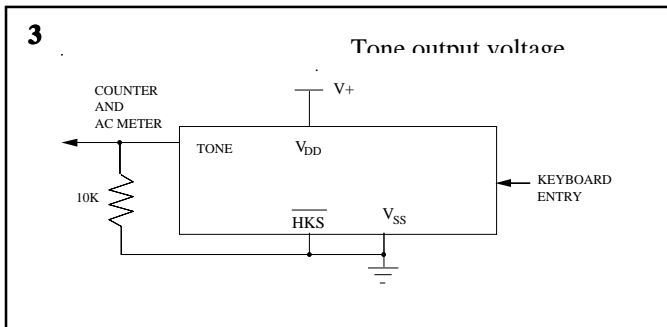 3
Tone output voltage
COUNTER
AND
AC METER
V+
TONE
VDD
KEYBOARD
ENTRY
10K
HKS
VSS